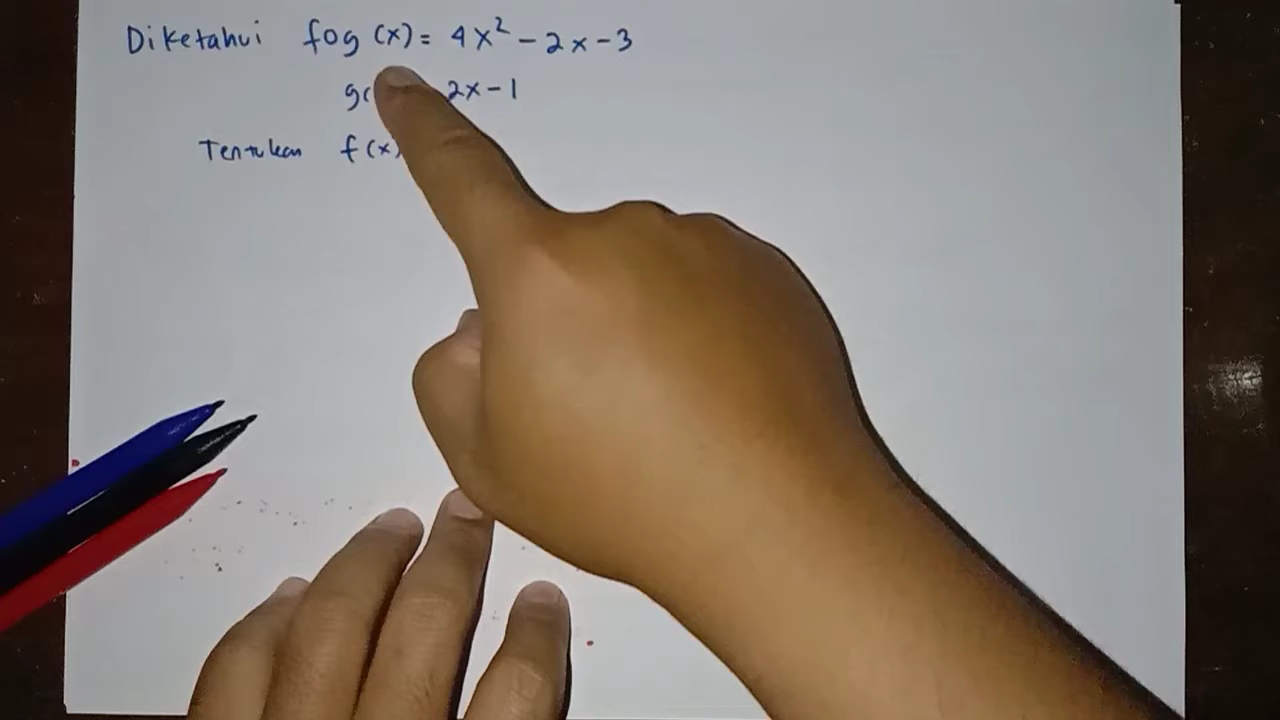 Diketahui fog (x) = 4x² - 2x - 3
g( 2x - 1
Tentukan f(x)